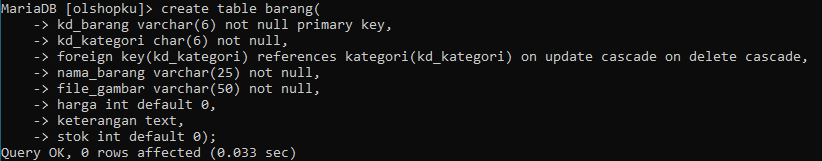 MariaDB [olshopku]> create table barang(
    -> kd_barang varchar(6) not null primary key,
    -> kd_kategori char(6) not null,
    -> foreign key(kd_kategori) references kategori(kd_kategori) on update cascade on delete cascade,
    -> nama_barang varchar(25) not null,
    -> file_gambar varchar(50) not null,
    -> harga int default 0,
    -> keterangan text,
    -> stok int default 0);
Query OK, 0 rows affected (0.033 sec)